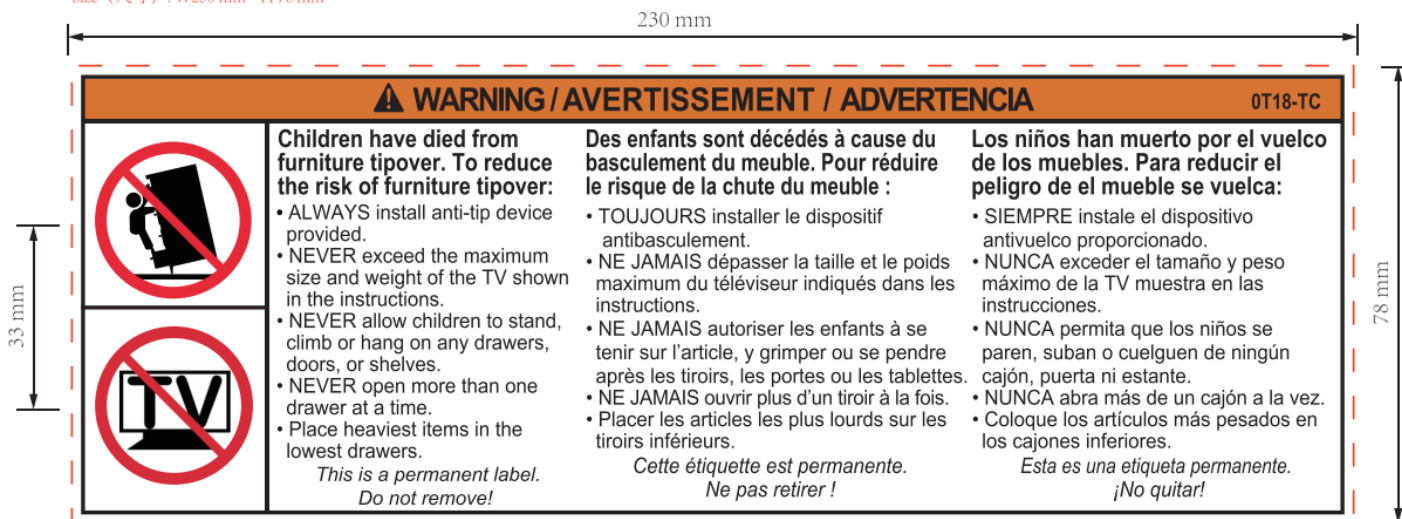 Size（尺寸）: W230 mm * H78 mm
230 mm
WARNING / AVERTISSEMENT / ADVERTENCIA
0T18-TC
Children have died from
furniture tipover. To reduce
the risk of furniture tipover:
• ALWAYS install anti-tip device
provided.
• NEVER exceed the maximum
size and weight of the TV shown
in the instructions.
• NEVER allow children to stand,
climb or hang on any drawers,
doors, or shelves.
• NEVER open more than one
drawer at a time.
• Place heaviest items in the
lowest drawers.
This is a permanent label.
Do not remove!
Des enfants sont décédés à cause du
basculement du meuble. Pour réduire
le risque de la chute du meuble :
• TOUJOURS installer le dispositif
antibasculement.
• NE JAMAIS dépasser la taille et le poids
maximum du téléviseur indiqués dans les
instructions.
• NE JAMAIS autoriser les enfants à se
tenir sur l’article, y grimper ou se pendre
après les tiroirs, les portes ou les tablettes.
• NE JAMAIS ouvrir plus d’un tiroir à la fois.
• Placer les articles les plus lourds sur les
tiroirs inférieurs.
Cette étiquette est permanente.
Ne pas retirer !
Los niños han muerto por el vuelco
de los muebles. Para reducir el
peligro de el mueble se vuelca:
• SIEMPRE instale el dispositivo
antivuelco proporcionado.
• NUNCA exceder el tamaño y peso
máximo de la TV muestra en las
instrucciones.
• NUNCA permita que los niños se
paren, suban o cuelguen de ningún
cajón, puerta ni estante.
• NUNCA abra más de un cajón a la vez.
• Coloque los artículos más pesados en
los cajones inferiores.
Esta es una etiqueta permanente.
¡No quitar!
TV
33 mm
78 mm